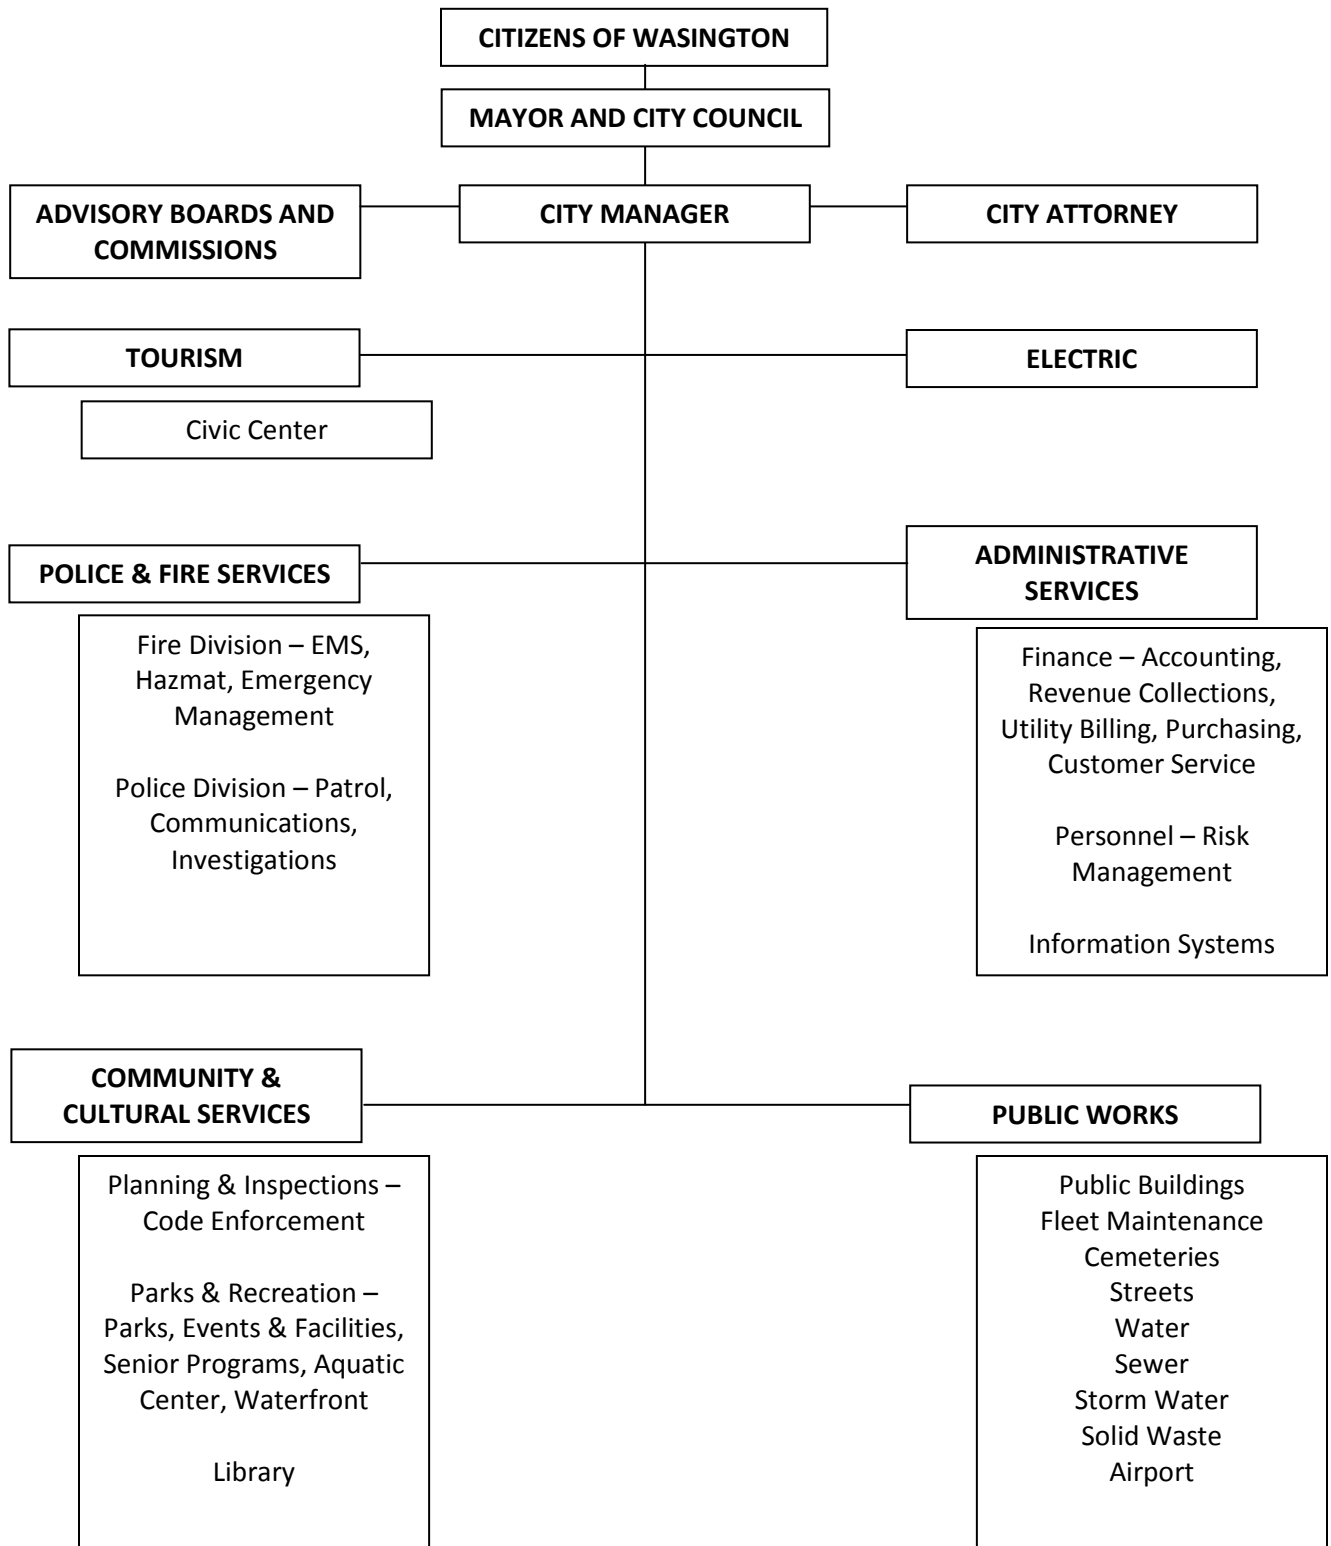 CITIZENS OF WASINGTON
MAYOR AND CITY COUNCIL
ADVISORY BOARDS AND
COMMISSIONS
CITY MANAGER
CITY ATTORNEY
TOURISM
Civic Center
ELECTRIC
POLICE & FIRE SERVICES
Fire Division – EMS,
Hazmat, Emergency
Management
Police Division – Patrol,
Communications,
Investigations
ADMINISTRATIVE
SERVICES
Finance – Accounting,
Revenue Collections,
Utility Billing, Purchasing,
Customer Service
Personnel – Risk
Management
Information Systems
COMMUNITY &
CULTURAL SERVICES
Planning & Inspections –
Code Enforcement
Parks & Recreation –
Parks, Events & Facilities,
Senior Programs, Aquatic
Center, Waterfront
Library
PUBLIC WORKS
Public Buildings
Fleet Maintenance
Cemeteries
Streets
Water
Sewer
Storm Water
Solid Waste
Airport